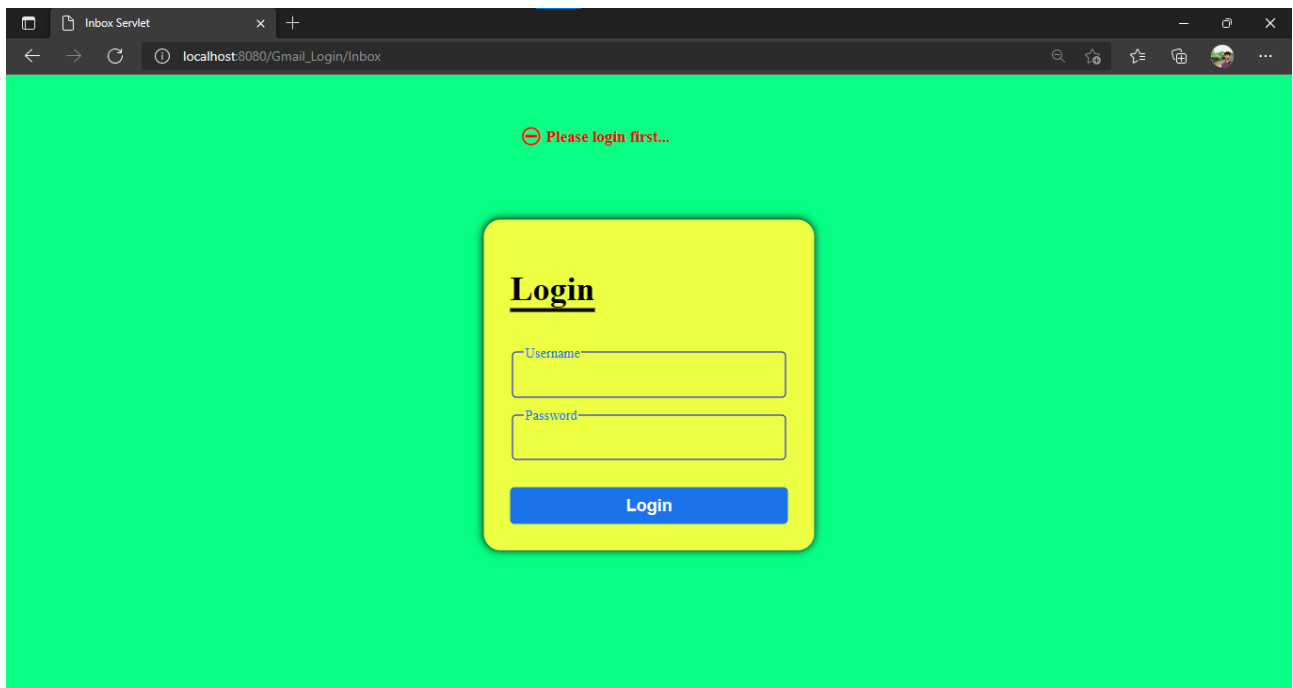 Inbox Servlet
localhost:8080/Gmail_Login/Inbox
Please login first...
Login
Username
Password
Login